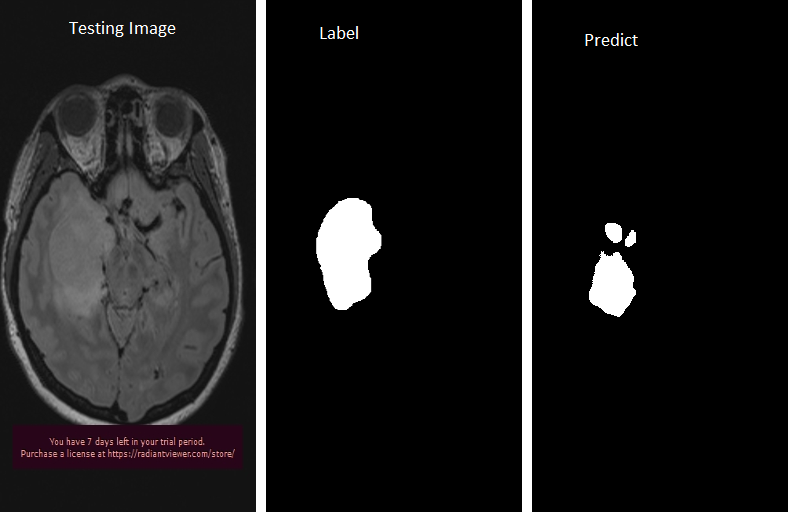 Testing Image
Label
Predict
You have 7 days left in your trial period.
Purchase a license at https://radiantviewer.com/store/